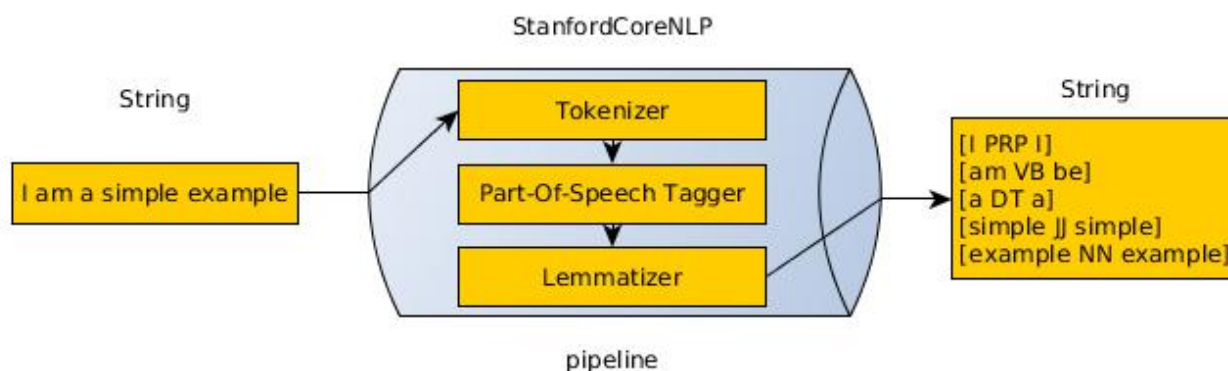 StanfordCoreNLP
String
I am a simple example
Tokenizer
Part-Of-Speech Tagger
Lemmatizer
pipeline
String
[I PRP I]
[am VB be]
[a DT a]
[simple JJ simple]
[example NN example]